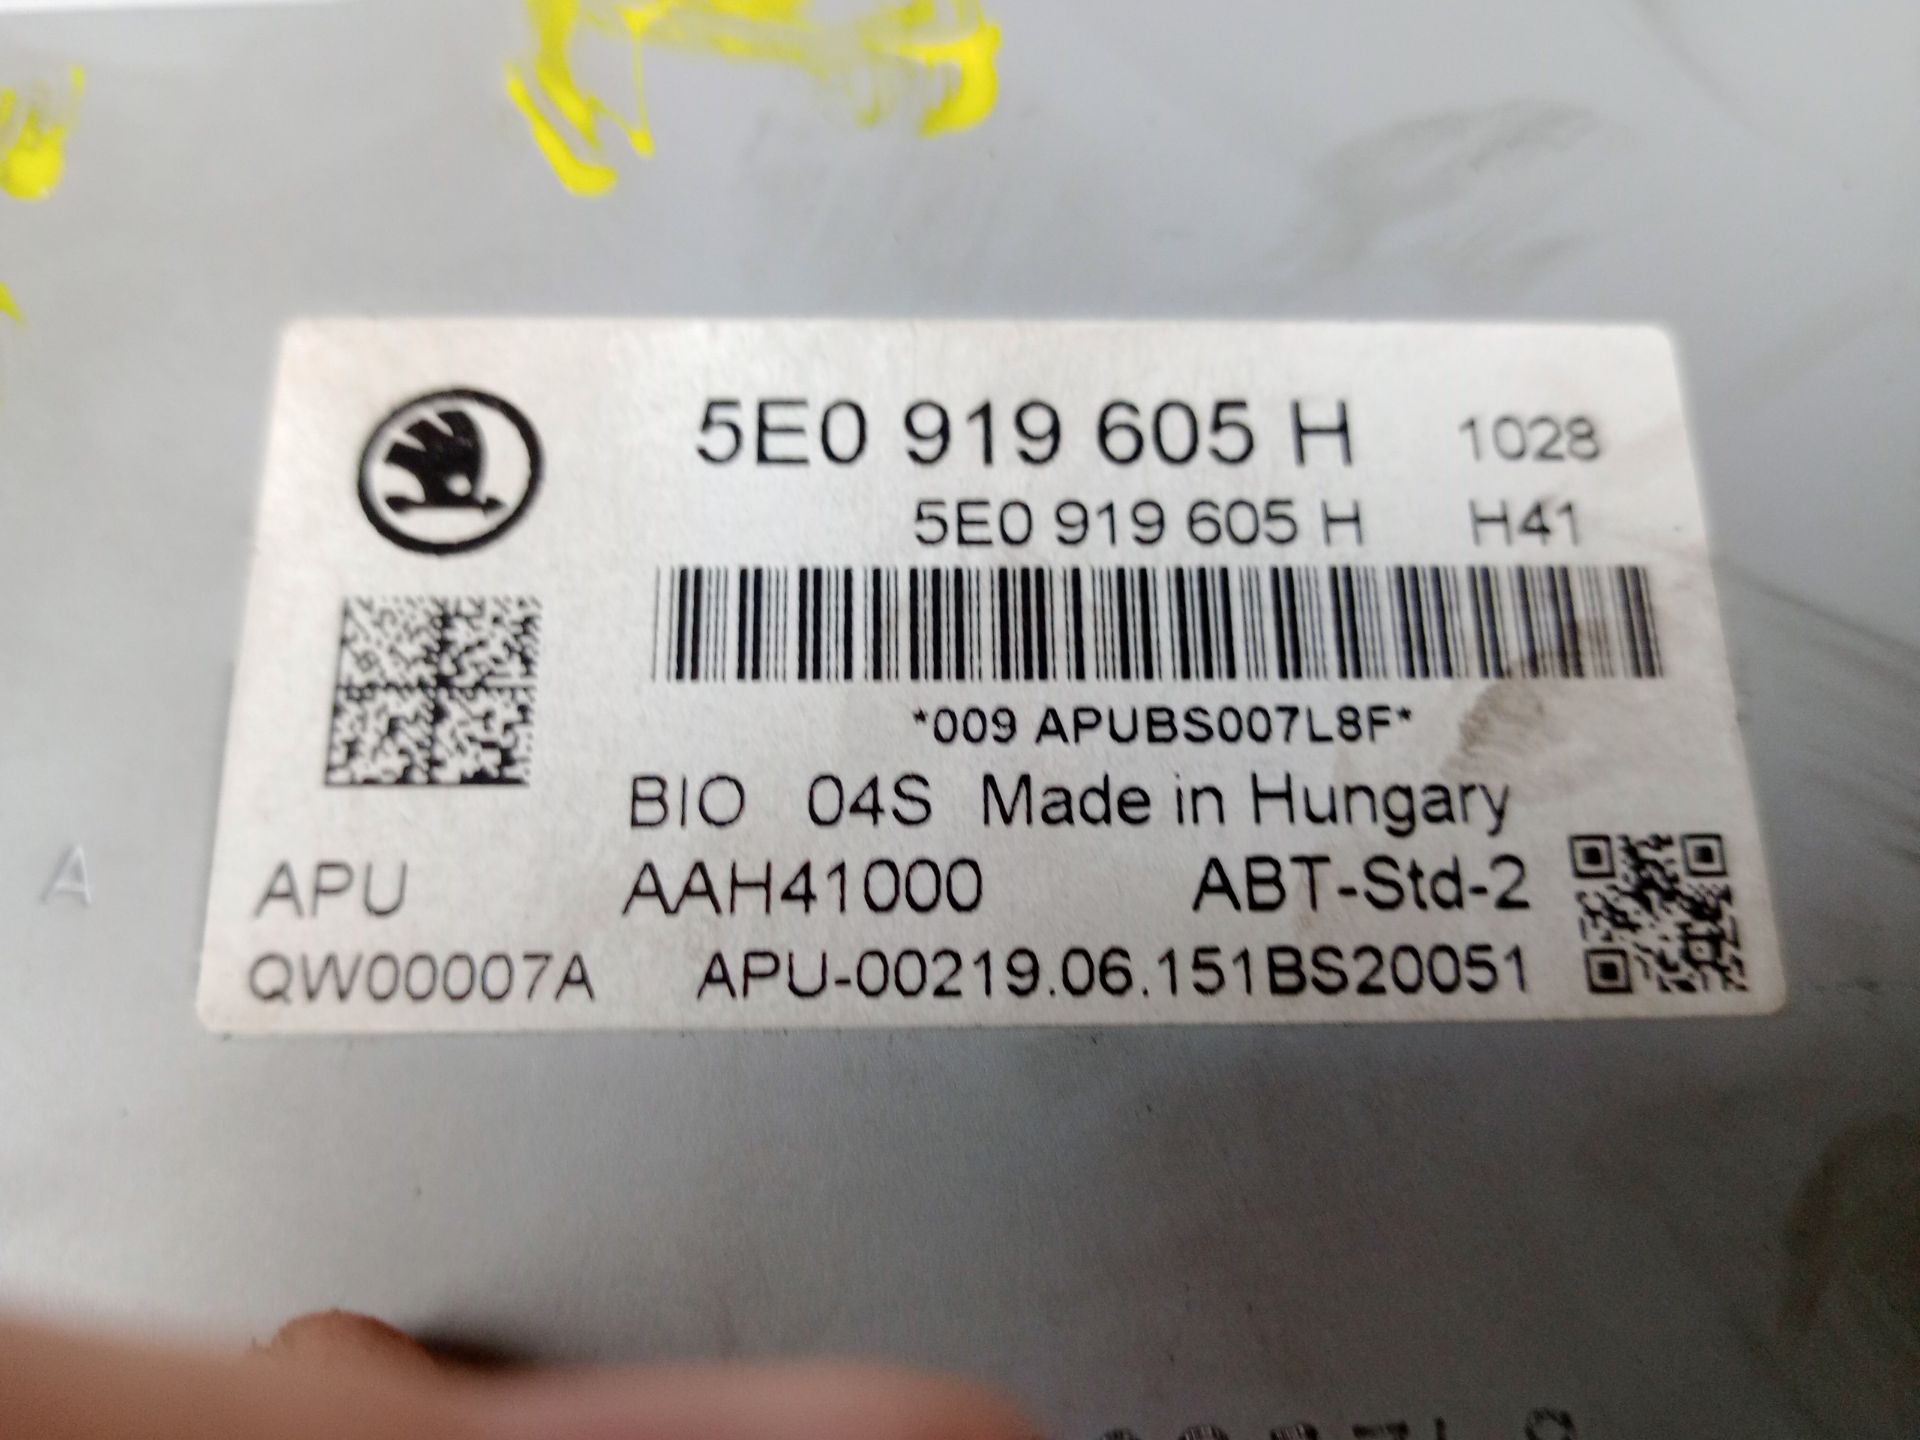 5E0 919 605 H 1028
5E0 919 605 H H41
*009 APUBS007L8F*
BIO 04S Made in Hungary
APU AAH41000 ABT-Std-2
QW00007A APU-00219.06.151BS20051
A